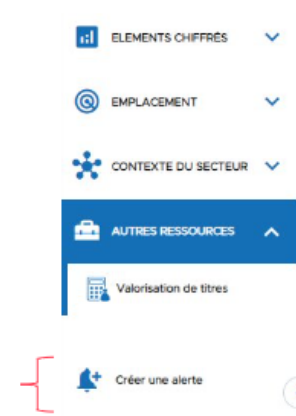 ELEMENTS CHIFFRÉS
EMPLACEMENT
CONTEXTE DU SECTEUR
AUTRES RESSOURCES
Valorisation de titres
Créer une alerte